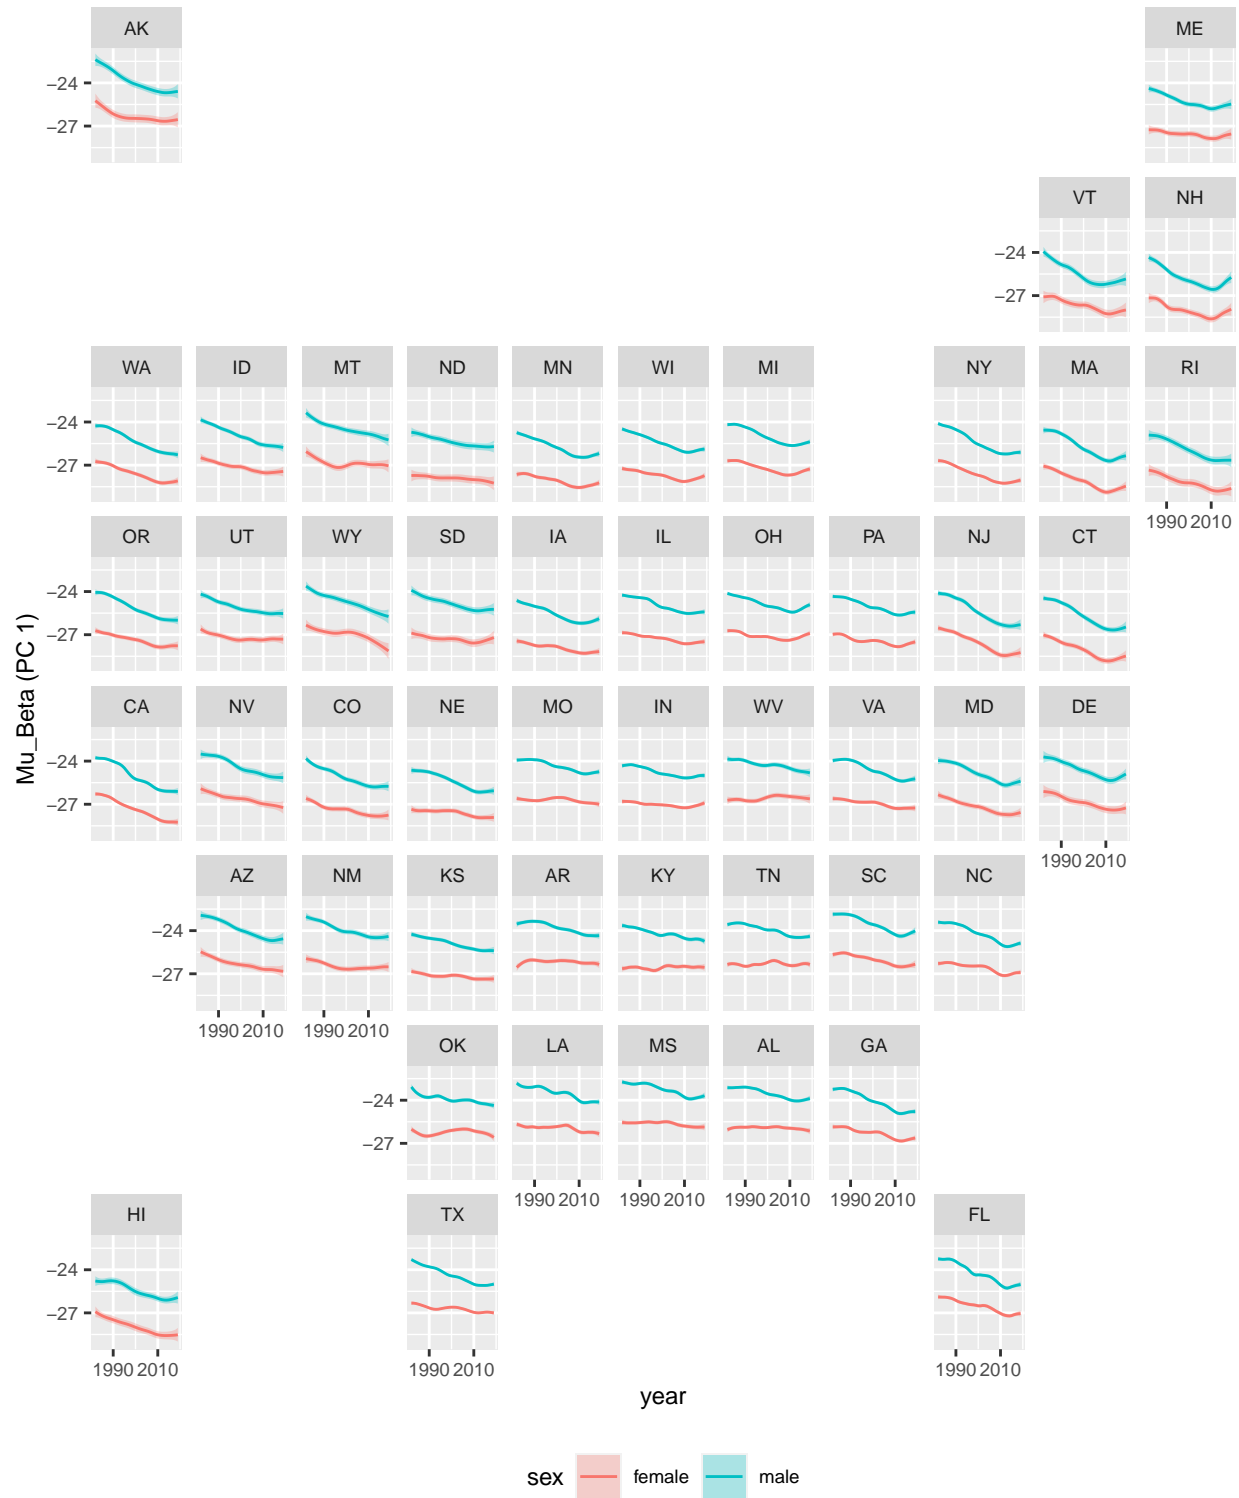 AK ME
−24
−27
VT NH
−24
−27
WA ID MT ND MN WI MI NY MA RI
−24
−27
1990 2010
OR UT WY SD IA IL OH PA NJ CT
−24
−27
CA NV CO NE MO IN WV VA MD DE
−24
−27
1990 2010
AZ NM KS AR KY TN SC NC
−24
−27
1990 2010 1990 2010 1990 2010
OK LA MS AL GA
−24
−27
1990 2010 1990 2010 1990 2010 1990 2010
HI TX FL
−24
−27
1990 2010 1990 2010 1990 2010
Mu_Beta (PC 1)
year
sex female male